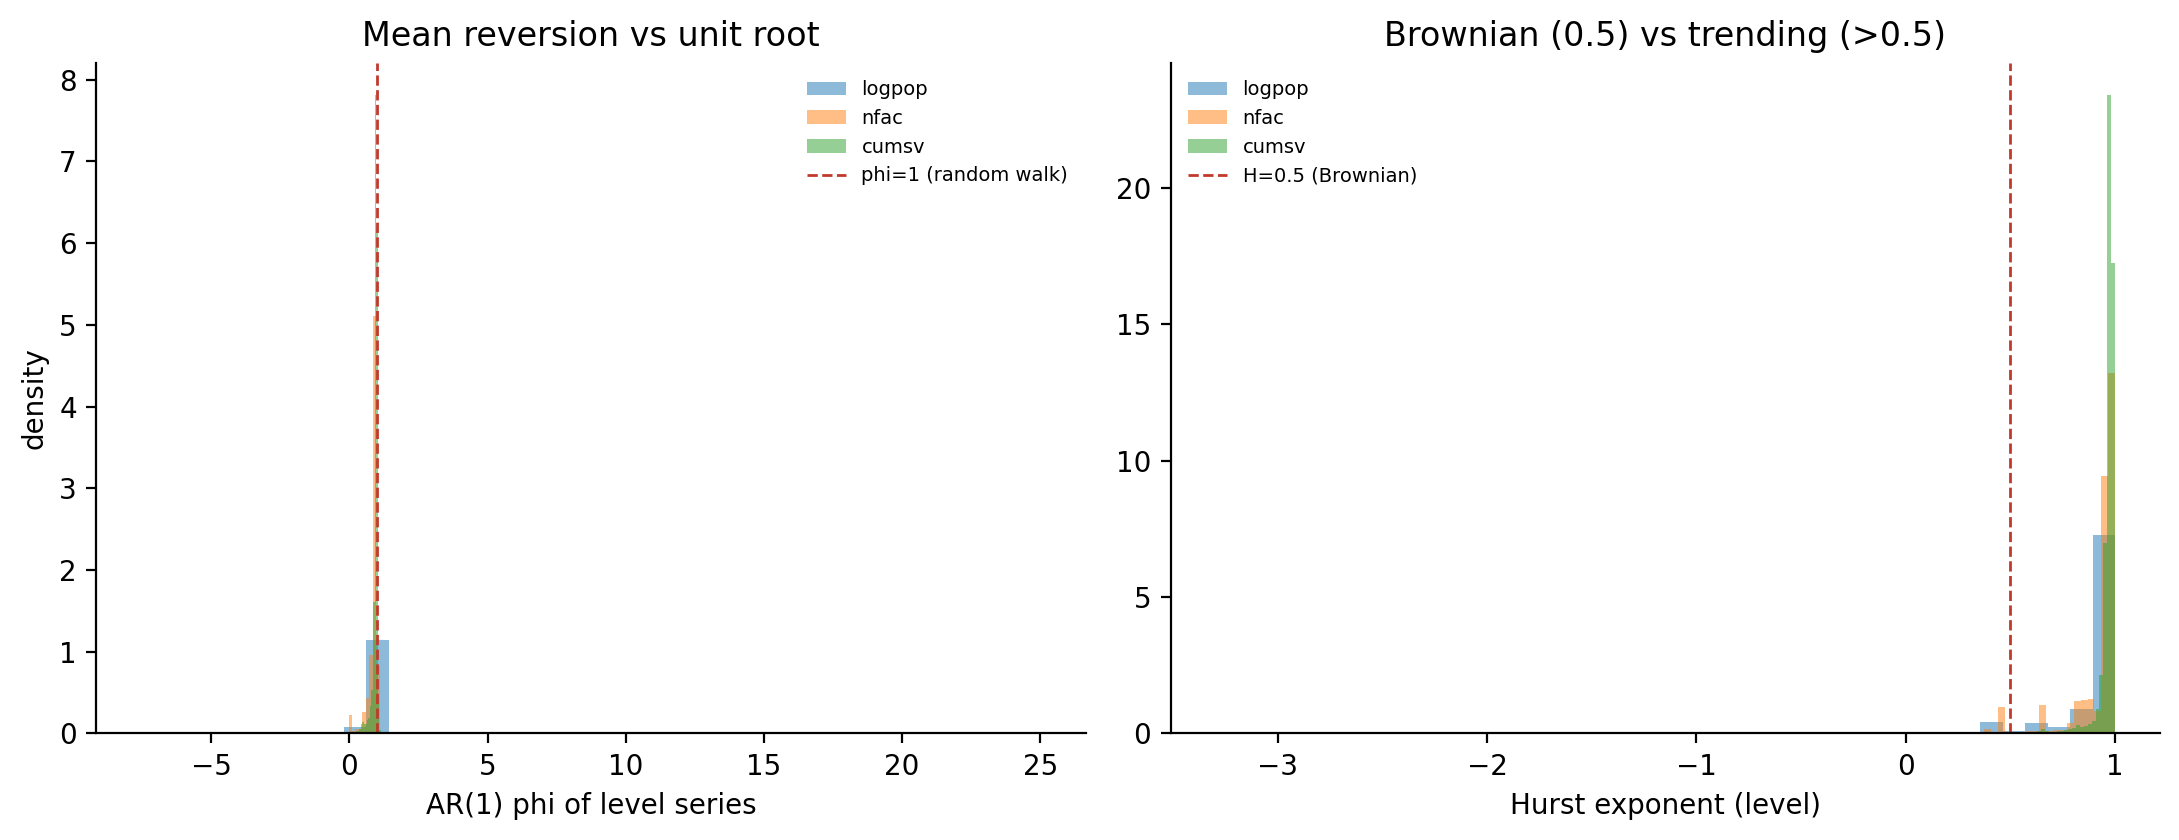 Mean reversion vs unit root
8
7
6
5
4
3
2
1
0
density
logpop
nfac
cumsv
phi=1 (random walk)
−5 0 5 10 15 20 25
AR(1) phi of level series
Brownian (0.5) vs trending (>0.5)
20
15
10
5
0
logpop
nfac
cumsv
H=0.5 (Brownian)
−3 −2 −1 0 1
Hurst exponent (level)